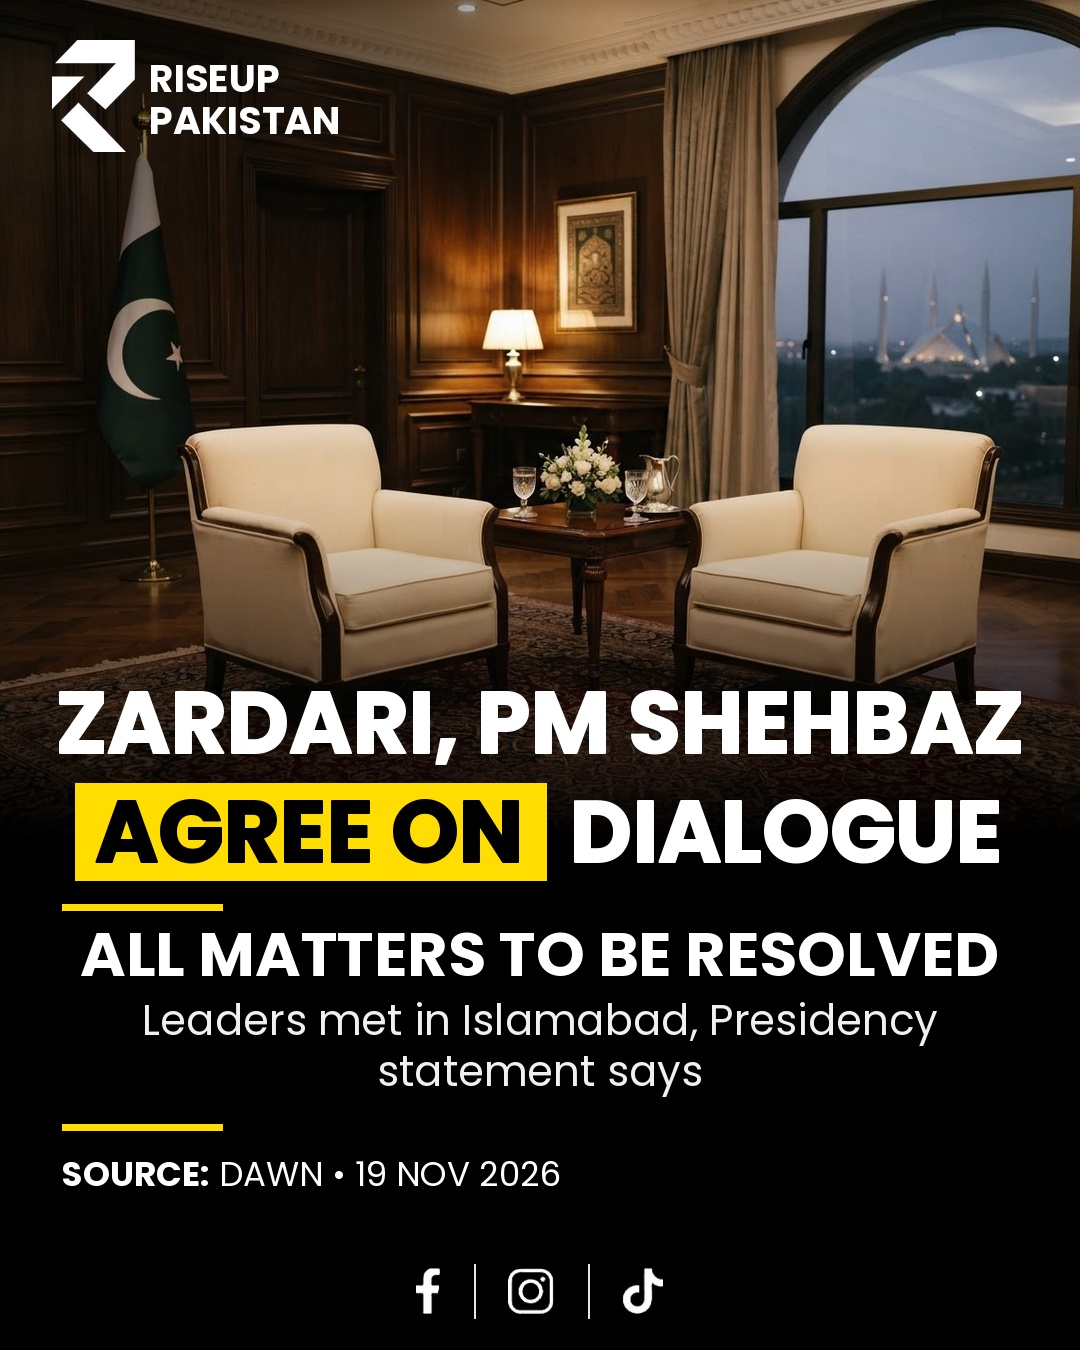 RISEUP
PAKISTAN
ZARDARI, PM SHEHBAZ
AGREE ON DIALOGUE
ALL MATTERS TO BE RESOLVED
Leaders met in Islamabad, Presidency
statement says
SOURCE: DAWN • 19 NOV 2026